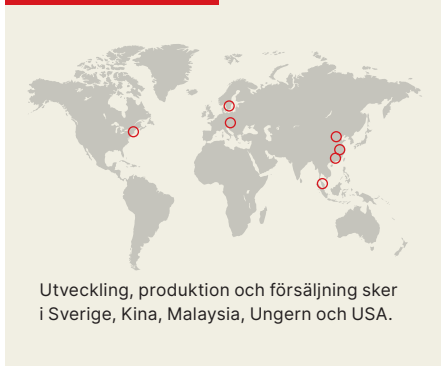 Utveckling, produktion och försäljning sker
i Sverige, Kina, Malaysia, Ungern och USA.